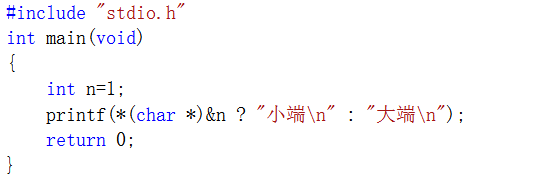 #include "stdio.h"
int main(void)
{
    int n=1;
    printf(*(char *)&n ? "小端\n" : "大端\n");
    return 0;
}